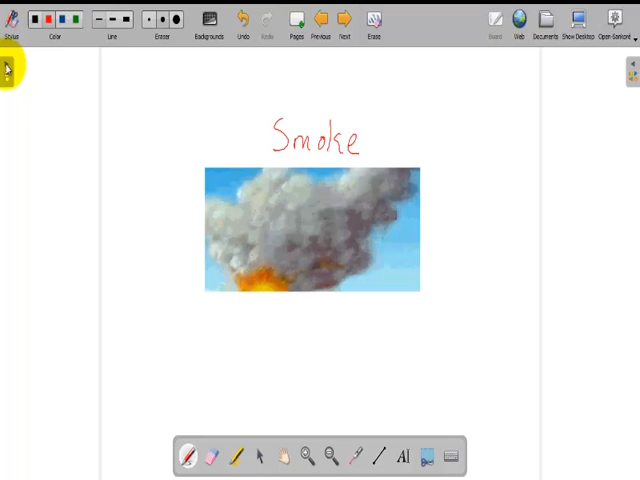 Stylus Color Line Eraser Backgrounds Undo Redo Pages Previous Next Erase Board Web Documents Show Desktop Open-Sankoré
Smoke
AI